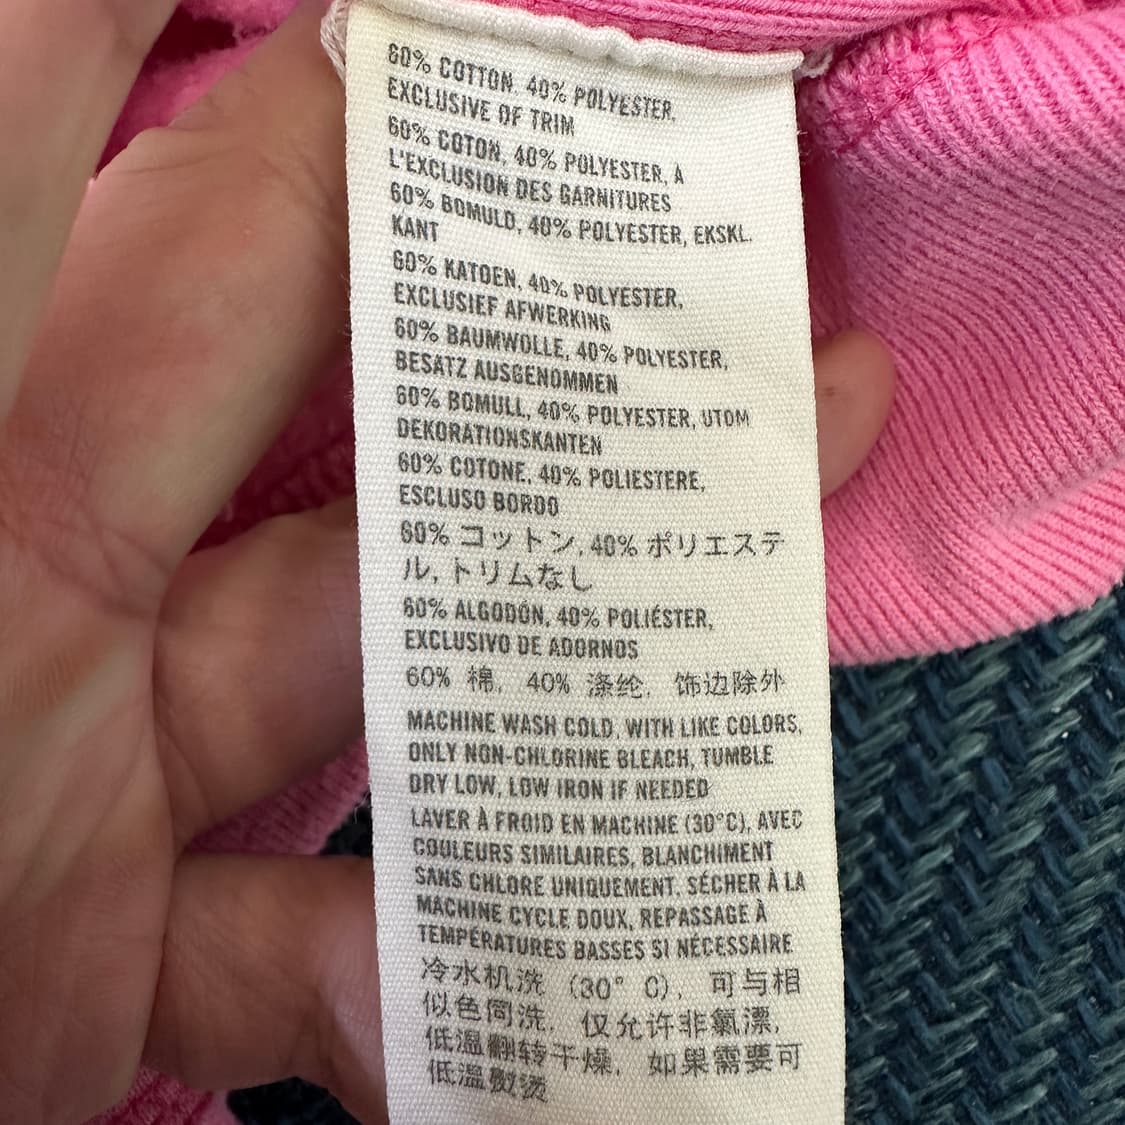 60% COTTON, 40% POLYESTER,
EXCLUSIVE OF TRIM
60% COTON, 40% POLYESTER, À
L'EXCLUSION DES GARNITURES
60% BOMULD, 40% POLYESTER, EKSKL.
KANT
60% KATOEN, 40% POLYESTER,
EXCLUSIEF AFWERKING
60% BAUMWOLLE, 40% POLYESTER,
BESATZ AUSGENOMMEN
60% BOMULL, 40% POLYESTER, UTOM
DEKORATIONSKANTEN
60% COTONE, 40% POLIESTERE,
ESCLUSO BORDO
60% コットン, 40% ポリエステ
ル, トリムなし
60% ALGODÓN, 40% POLIÉSTER,
EXCLUSIVO DE ADORNOS
60% 棉, 40% 涤纶, 饰边除外
MACHINE WASH COLD, WITH LIKE COLORS,
ONLY NON-CHLORINE BLEACH, TUMBLE
DRY LOW, LOW IRON IF NEEDED
LAVER À FROID EN MACHINE (30°C), AVEC
COULEURS SIMILAIRES, BLANCHIMENT
SANS CHLORE UNIQUEMENT. SÉCHER À LA
MACHINE CYCLE DOUX, REPASSAGE À
TEMPÉRATURES BASSES SI NÉCESSAIRE
冷水机洗 (30° C), 可与相
似色同洗, 仅允许非氯漂,
低温翻转干燥, 如果需要可
低温熨烫